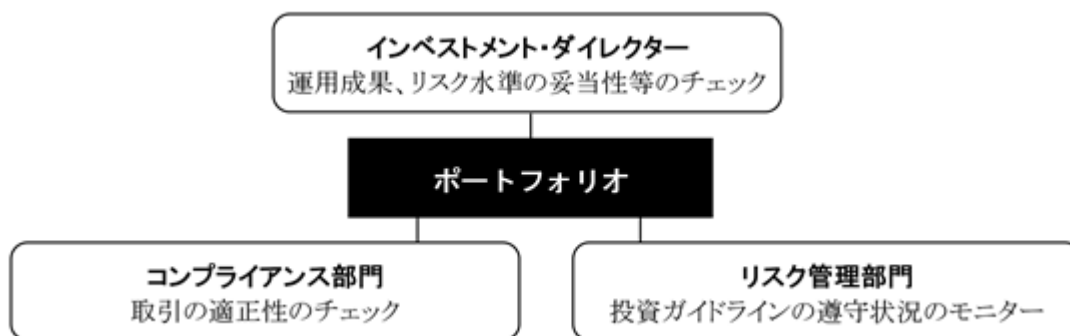 インベストメント・ダイレクター
運用成果、リスク水準の妥当性等のチェック
ポートフォリオ
コンプライアンス部門
取引の適正性のチェック
リスク管理部門
投資ガイドラインの遵守状況のモニター